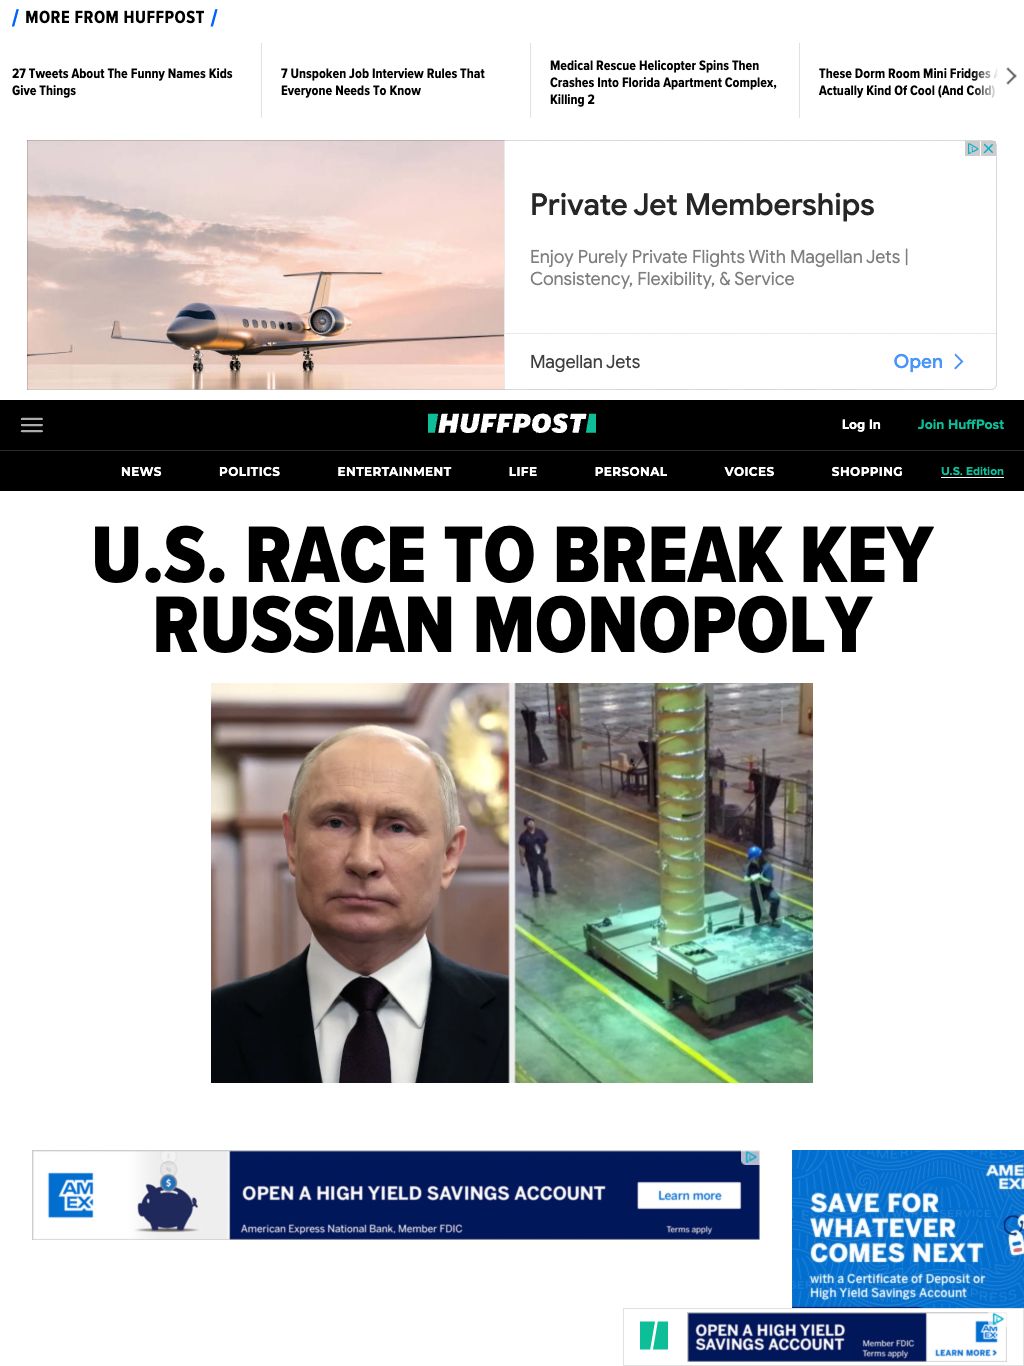 / MORE FROM HUFFPOST /
27 Tweets About The Funny Names Kids
Give Things
7 Unspoken Job Interview Rules That
Everyone Needs To Know
Medical Rescue Helicopter Spins Then
Crashes Into Florida Apartment Complex,
Killing 2
These Dorm Room Mini Fridges
Actually Kind Of Cool (And Cold)
Private Jet Memberships
Enjoy Purely Private Flights With Magellan Jets |
Consistency, Flexibility, & Service
Magellan Jets
Open
HUFFPOST
Log In
Join HuffPost
NEWS
POLITICS
ENTERTAINMENT
LIFE
PERSONAL
VOICES
SHOPPING
U.S. Edition
U.S. RACE TO BREAK KEY
RUSSIAN MONOPOLY
AM
EX
OPEN A HIGH YIELD SAVINGS ACCOUNT
American Express National Bank, Member FDIC
Learn more
Terms apply
SAVE FOR
WHATEVER
COMES NEXT
with a Certificate of Deposit or
High Yield Savings Account
OPEN A HIGH YIELD
SAVINGS ACCOUNT
Member FDIC
Terms apply
AM
EX
LEARN MORE >